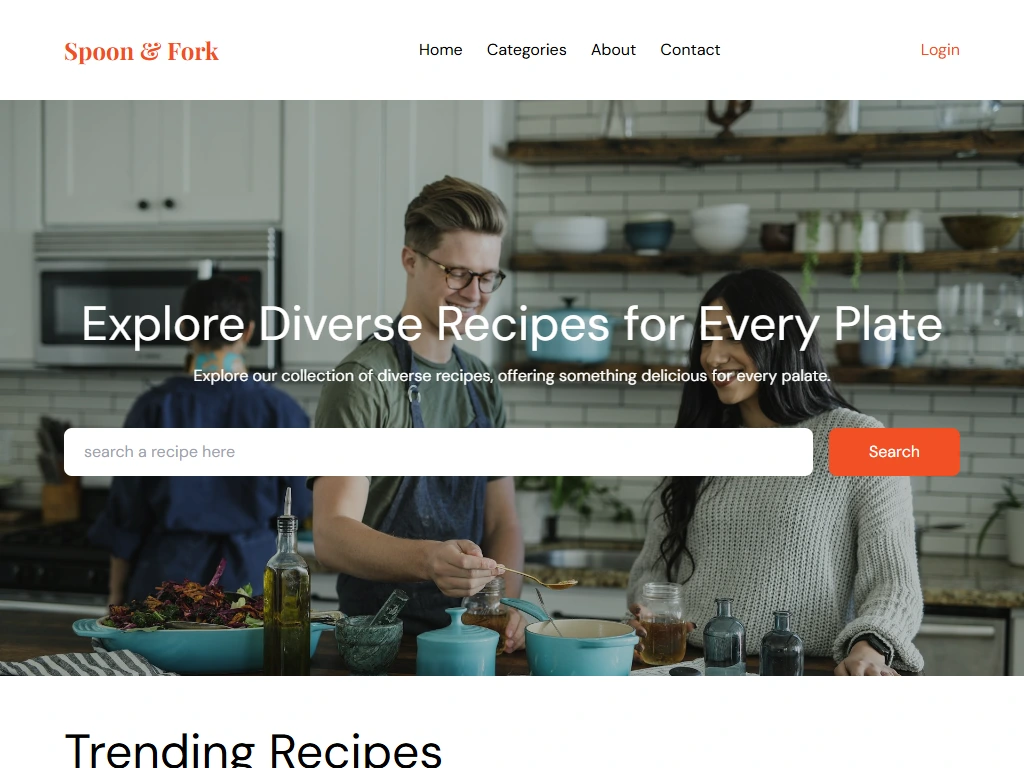 Spoon & Fork
Home Categories About Contact
Login
Explore Diverse Recipes for Every Plate
Explore our collection of diverse recipes, offering something delicious for every palate.
search a recipe here
Search
Trending Recipes